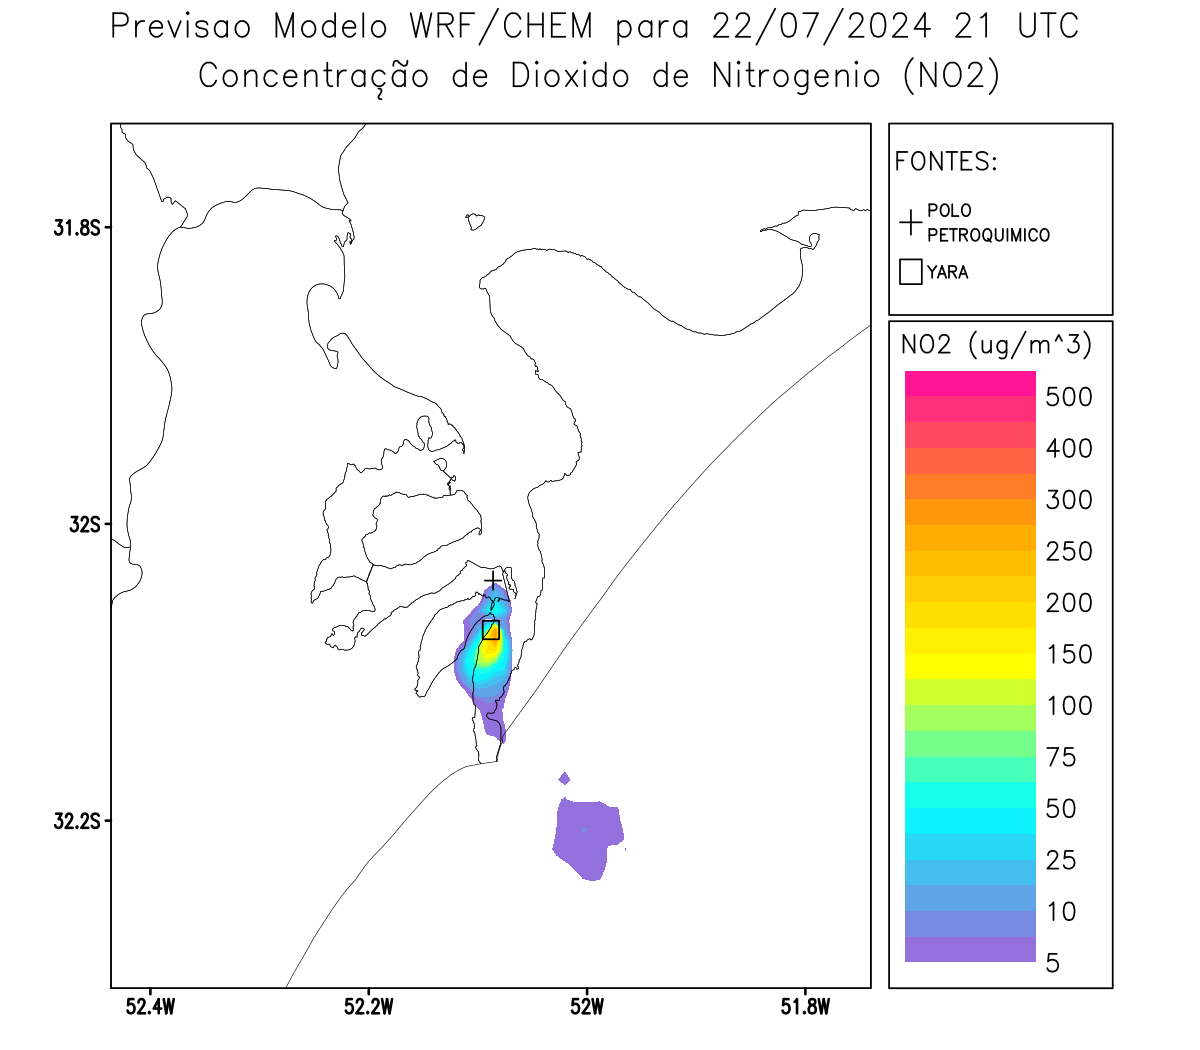 Previsao Modelo WRF/CHEM para 22/07/2024 21 UTC
Concentração de Dioxido de Nitrogenio (NO2)
FONTES:
POLO
PETROQUIMICO
YARA
NO2 (ug/m^3)
500
400
300
250
200
150
100
75
50
25
10
5
31.8S
32S
32.2S
52.4W 52.2W 52W 51.8W